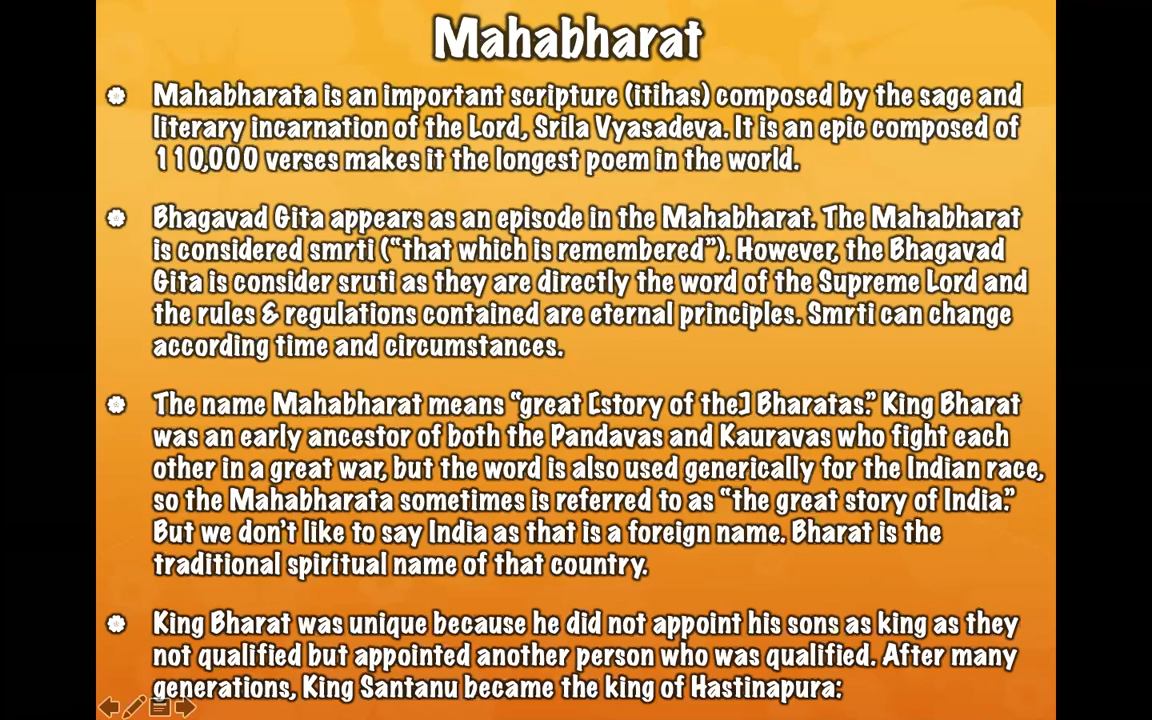 Mahabharat
Mahabharata is an important scripture (itihas) composed by the sage and
literary incarnation of the Lord, Srila Vyasadeva. It is an epic composed of
110,000 verses makes it the longest poem in the world.
Bhagavad Gita appears as an episode in the Mahabharat. The Mahabharat
is considered smrti (“that which is remembered”). However, the Bhagavad
Gita is consider sruti as they are directly the word of the Supreme Lord and
the rules & regulations contained are eternal principles. Smrti can change
according time and circumstances.
The name Mahabharat means “great [story of the] Bharatas.” King Bharat
was an early ancestor of both the Pandavas and Kauravas who fight each
other in a great war, but the word is also used generically for the Indian race,
so the Mahabharata sometimes is referred to as “the great story of India.”
But we don’t like to say India as that is a foreign name. Bharat is the
traditional spiritual name of that country.
King Bharat was unique because he did not appoint his sons as king as they
not qualified but appointed another person who was qualified. After many
generations, King Santanu became the king of Hastinapura: